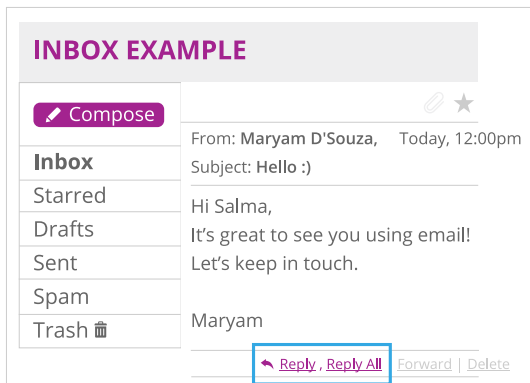 INBOX EXAMPLE
Compose
Inbox
Starred
Drafts
Sent
Spam
Trash
From: Maryam D'Souza, Today, 12:00pm
Subject: Hello :)
Hi Salma,
It's great to see you using email!
Let's keep in touch.
Maryam
Reply , Reply All Forward | Delete